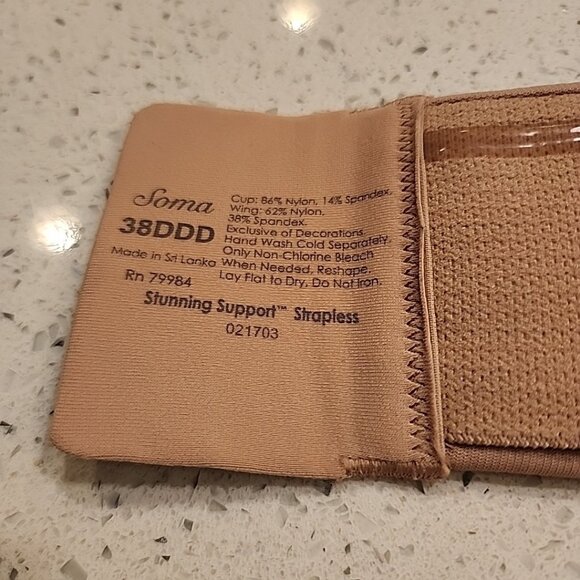 Soma
38DDD
Made in Sri Lanka
Rn 79984
Cup: 86% Nylon, 14% Spandex.
Wing: 62% Nylon,
38% Spandex.
Exclusive of Decorations.
Hand Wash Cold Separately,
Only Non-Chlorine Bleach
When Needed, Reshape,
Lay Flat to Dry, Do Not Iron.
Stunning Support™ Strapless
021703